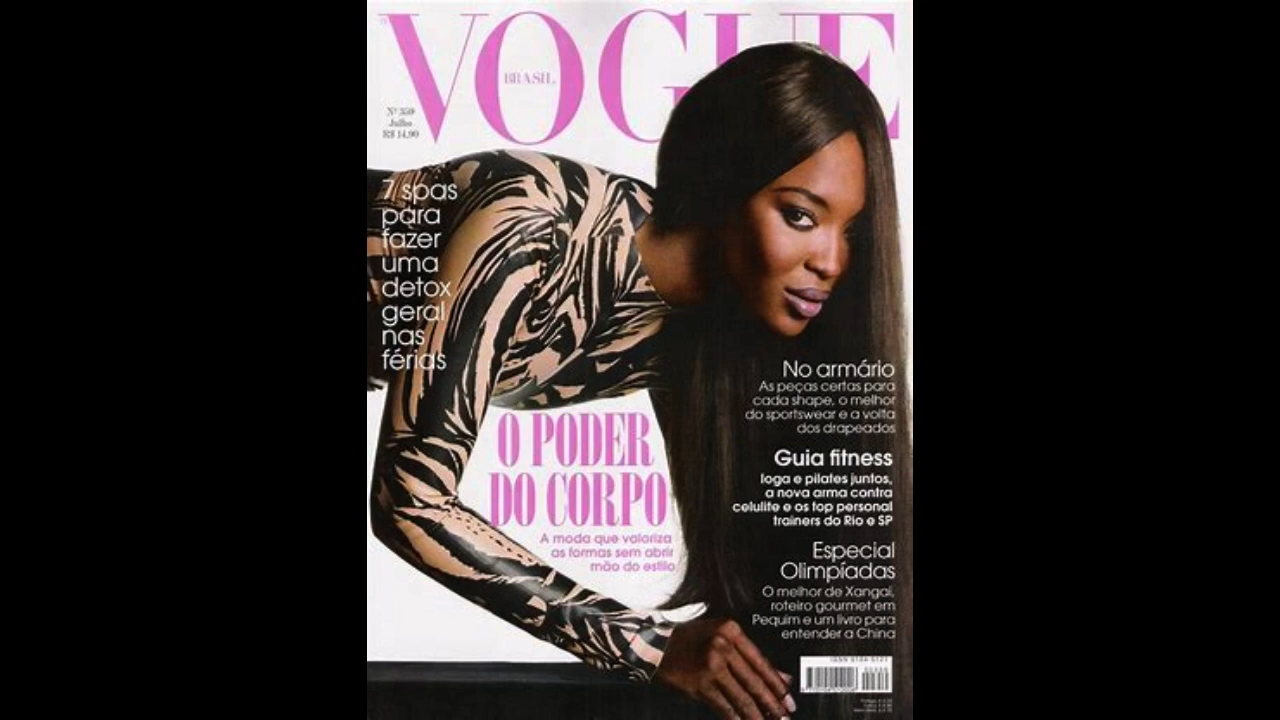 VOGUE
BRASIL
Nº 359
Julho
R$ 14,90
7 spas
para
fazer
uma
detox
geral
nas
férias
O PODER
DO CORPO
A moda que valoriza
as formas sem abrir
mão do estilo
No armário
As peças certas para
cada shape, o melhor
do sportswear e a volta
dos drapeados
Guia fitness
Ioga e pilates juntos,
a nova arma contra
celulite e os top personal
trainers do Rio e SP
Especial
Olimpíadas
O melhor de Xangai,
roteiro gourmet em
Pequim e um livro para
entender a China
ISSN